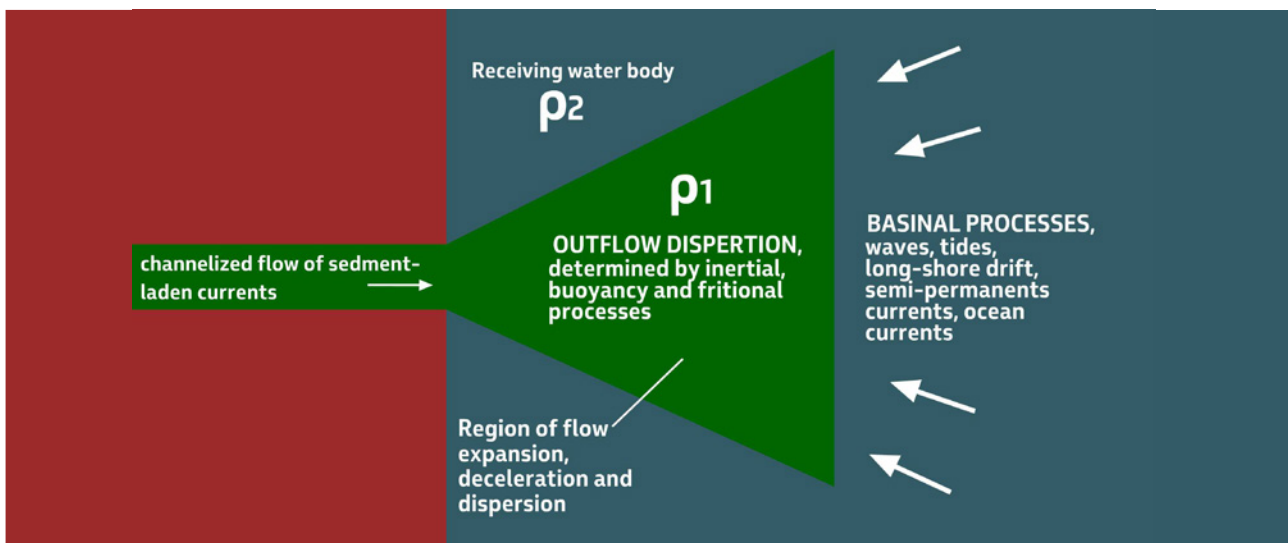 Receiving water body
ρ2
ρ1
channelized flow of sedment-
laden currents
OUTFLOW DISPERTION,
determined by inertial,
buoyancy and fritional
processes
BASINAL PROCESSES,
waves, tides,
long-shore drift,
semi-permanents
currents, ocean
currents
Region of flow
expansion,
deceleration and
dispersion